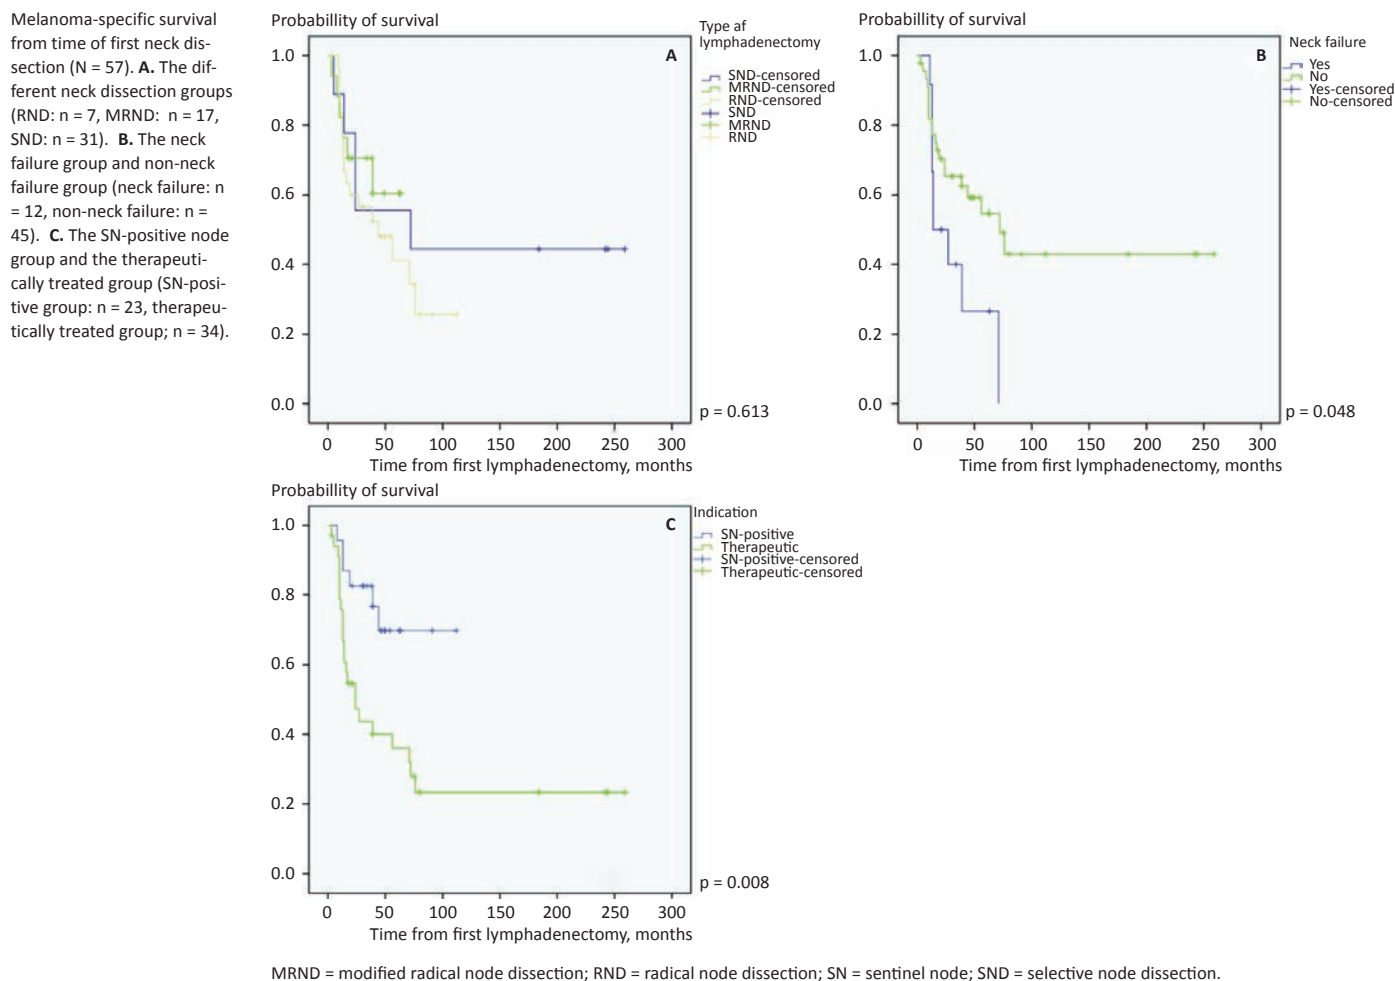 Melanoma-specific survival
from time of first neck dis-
section (N = 57). A. The dif-
ferent neck dissection groups
(RND: n = 7, MRND: n = 17,
SND: n = 31). B. The neck
failure group and non-neck
failure group (neck failure: n
= 12, non-neck failure: n =
45). C. The SN-positive node
group and the therapeuti-
cally treated group (SN-posi-
tive group: n = 23, therapeu-
tically treated group; n = 34).
Probabillity of survival
A
1.0
0.8
0.6
0.4
0.2
0.0
0 50 100 150 200 250 300
Time from first lymphadenectomy, months
Type af
lymphadenectomy
SND-censored
MRND-censored
RND-censored
SND
MRND
RND
p = 0.613
Probabillity of survival
B
1.0
0.8
0.6
0.4
0.2
0.0
0 50 100 150 200 250 300
Time from first lymphadenectomy, months
Neck failure
Yes
No
Yes-censored
No-censored
p = 0.048
Probabillity of survival
C
1.0
0.8
0.6
0.4
0.2
0.0
0 50 100 150 200 250 300
Time from first lymphadenectomy, months
Indication
SN-positive
Therapeutic
SN-positive-censored
Therapeutic-censored
p = 0.008
MRND = modified radical node dissection; RND = radical node dissection; SN = sentinel node; SND = selective node dissection.